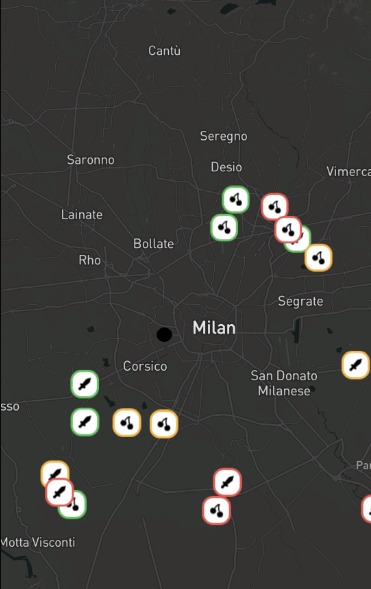 Cantù
Seregno
Saronno
Desio
Vimerca
Lainate
Bollate
Rho
Segrate
Milan
Corsico
San Donato
Milanese
sso
Pa
Motta Visconti